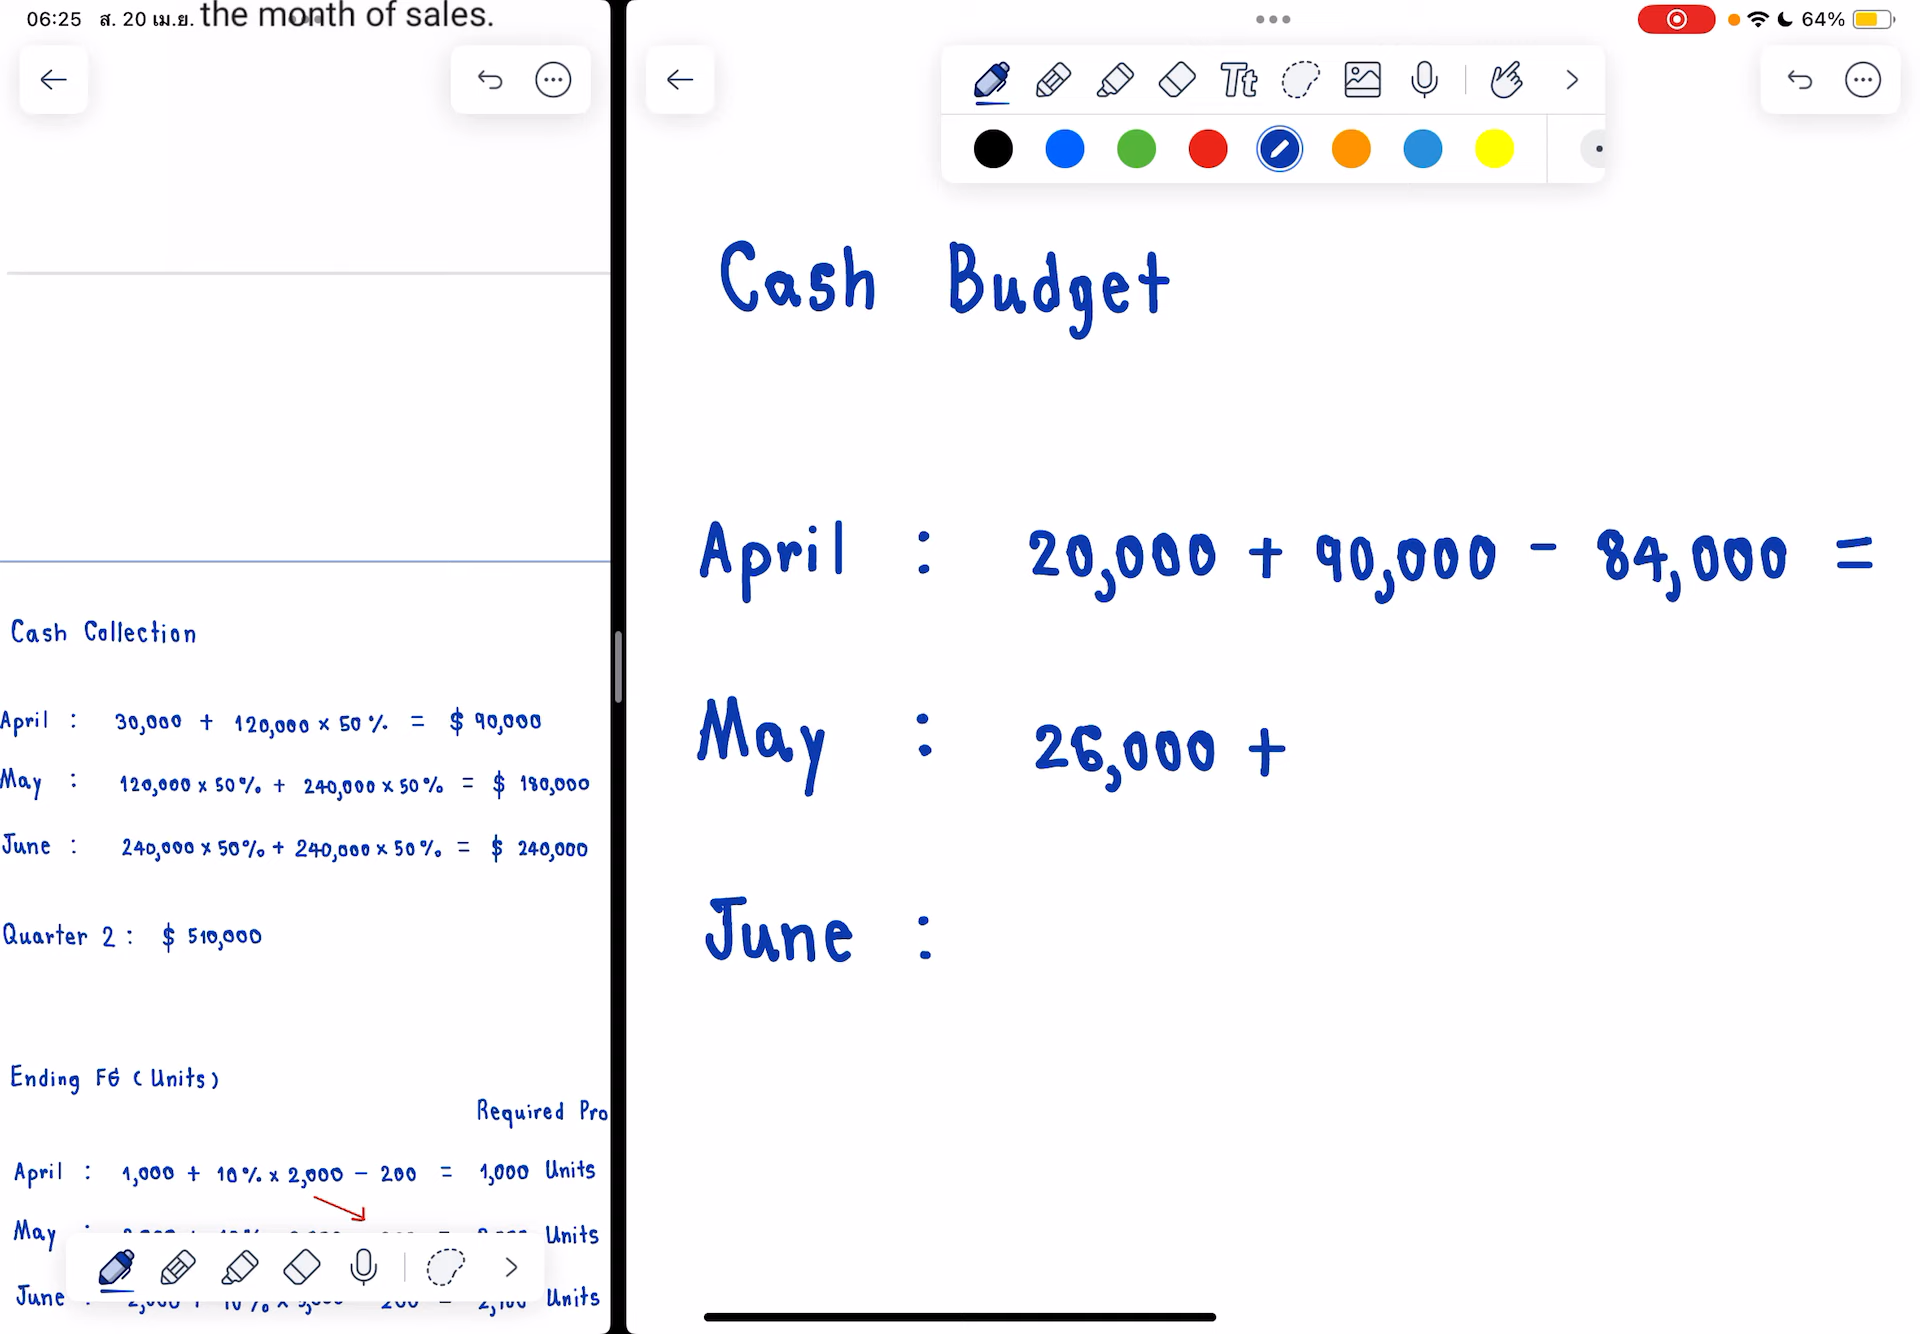 06:25 ส. 20 เม.ย. the month of sales.
64%
Tt
Cash Budget
April : 20,000 + 90,000 - 84,000 =
May : 26,000 +
June :
Cash Collection
April : 30,000 + 120,000 x 50% = $ 90,000
May : 120,000 x 50% + 240,000 x 50% = $ 180,000
June : 240,000 x 50% + 240,000 x 50% = $ 240,000
Quarter 2 : $ 510,000
Ending FG (Units)
Required Pro
April : 1,000 + 10% x 2,000 - 200 = 1,000 Units
May : Units
June : Units